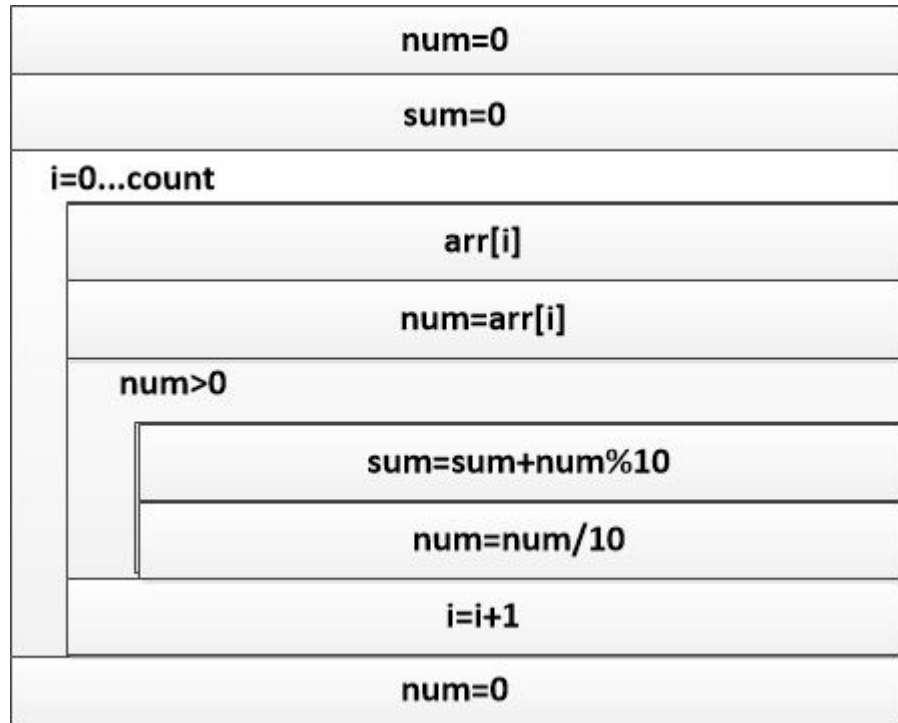 num=0
sum=0
i=0...count
arr[i]
num=arr[i]
num>0
sum=sum+num%10
num=num/10
i=i+1
num=0